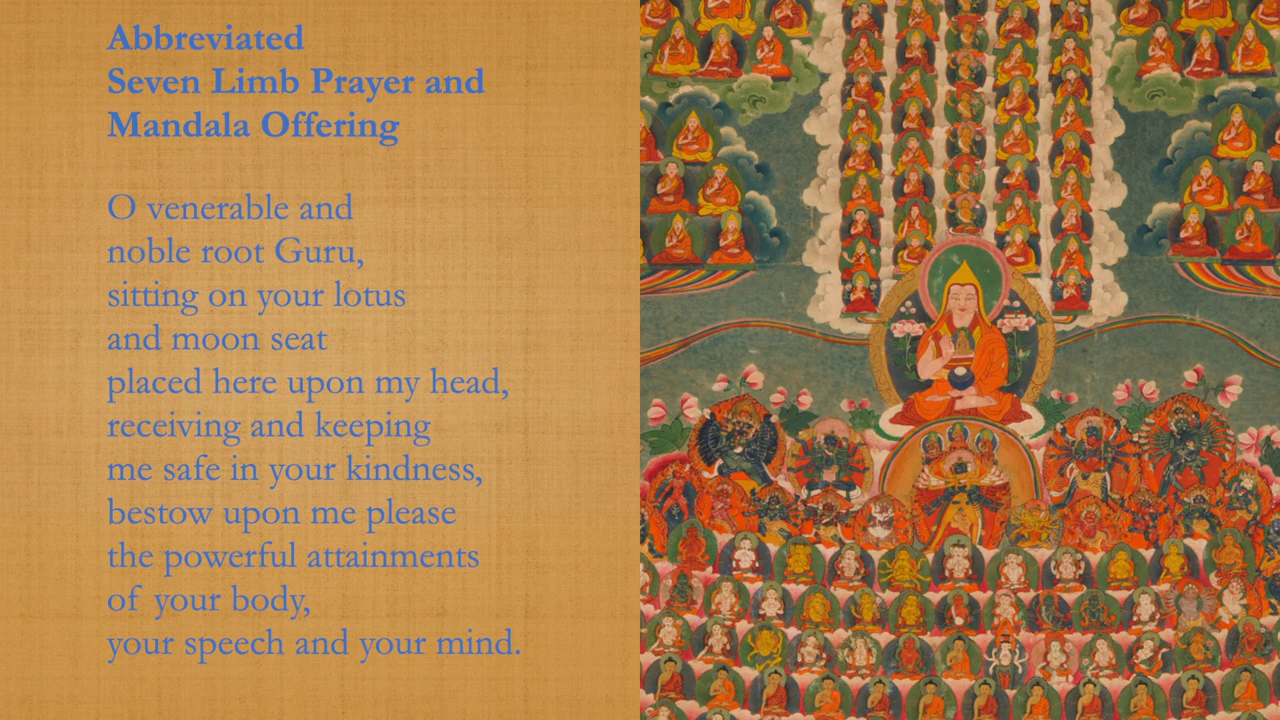 Abbreviated
Seven Limb Prayer and
Mandala Offering
O venerable and
noble root Guru,
sitting on your lotus
and moon seat
placed here upon my head,
receiving and keeping
me safe in your kindness,
bestow upon me please
the powerful attainments
of your body,
your speech and your mind.